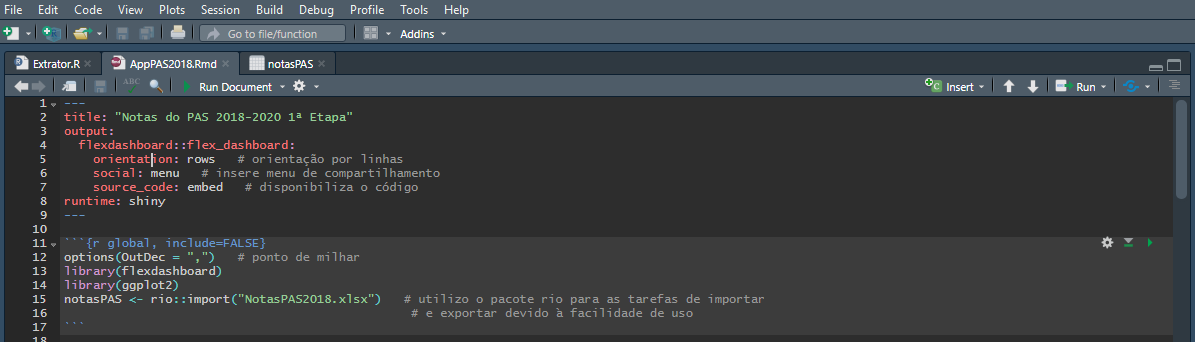 File Edit Code View Plots Session Build Debug Profile Tools Help
Go to file/function Addins
Extrator.R AppPAS2018.Rmd notasPAS
ABC Run Document Insert Run
1 ---
2 title: "Notas do PAS 2018-2020 1ª Etapa"
3 output:
4 flexdashboard::flex_dashboard:
5 orientation: rows # orientação por linhas
6 social: menu # insere menu de compartilhamento
7 source_code: embed # disponibiliza o código
8 runtime: shiny
9 ---
10
11 ```{r global, include=FALSE}
12 options(OutDec = ",") # ponto de milhar
13 library(flexdashboard)
14 library(ggplot2)
15 notasPAS <- rio::import("NotasPAS2018.xlsx") # utilizo o pacote rio para as tarefas de importar
16 # e exportar devido à facilidade de uso
17 ```
18